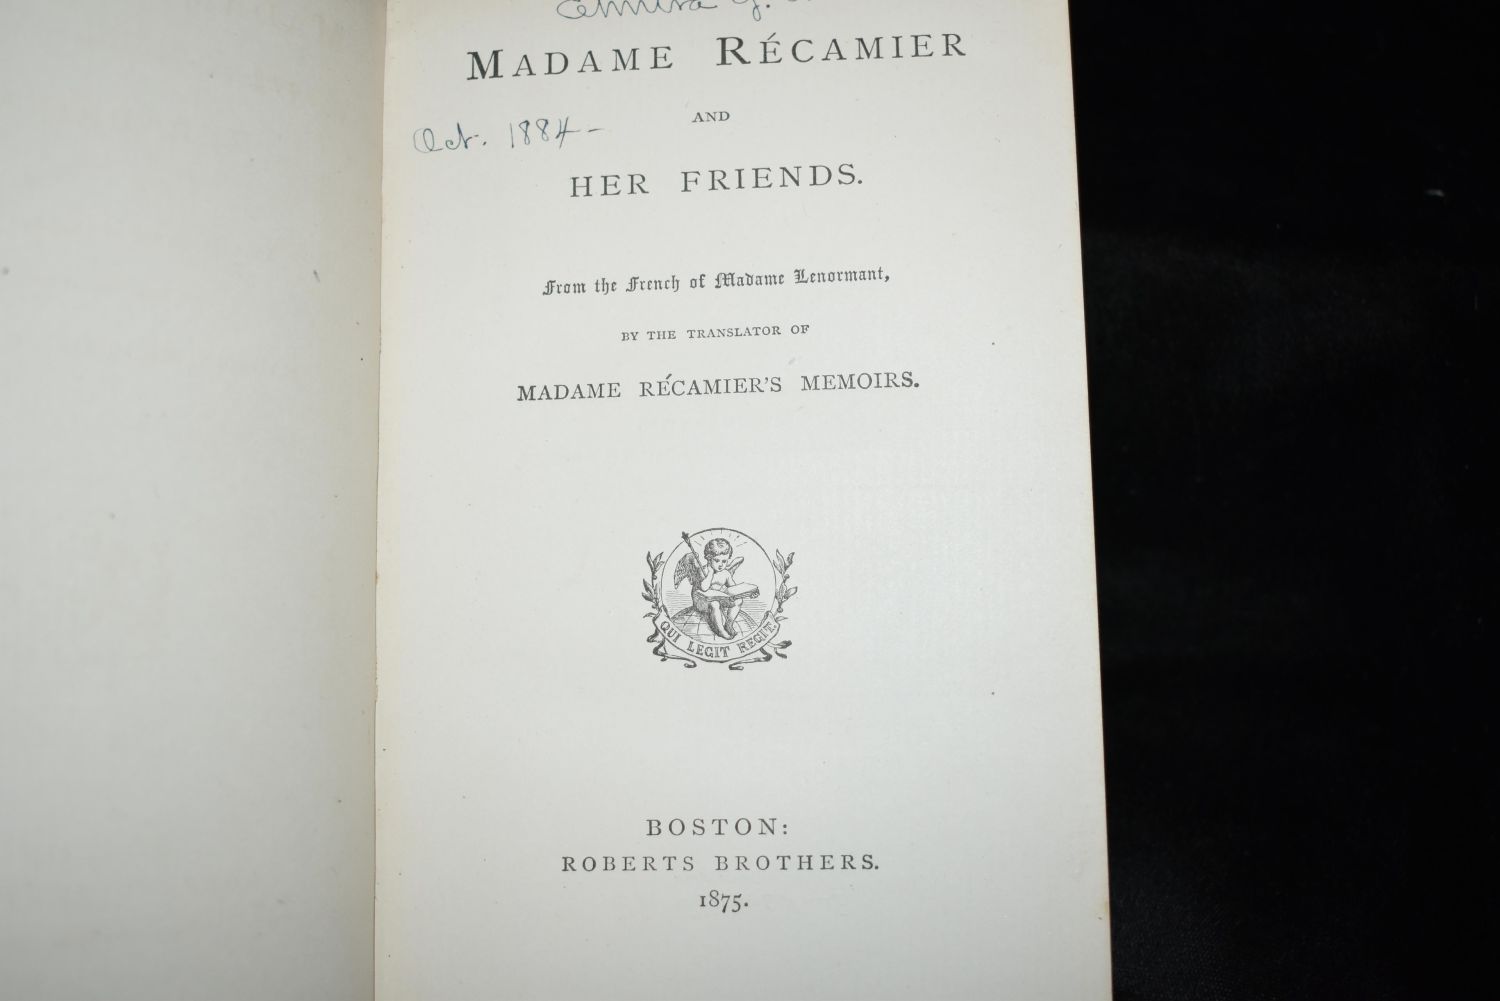 MADAME RÉCAMIER
AND
Oct. 1884 –
HER FRIENDS.
From the French of Madame Lenormant,
BY THE TRANSLATOR OF
MADAME RÉCAMIER'S MEMOIRS.
QUI LEGIT REGIT.
BOSTON:
ROBERTS BROTHERS.
1875.